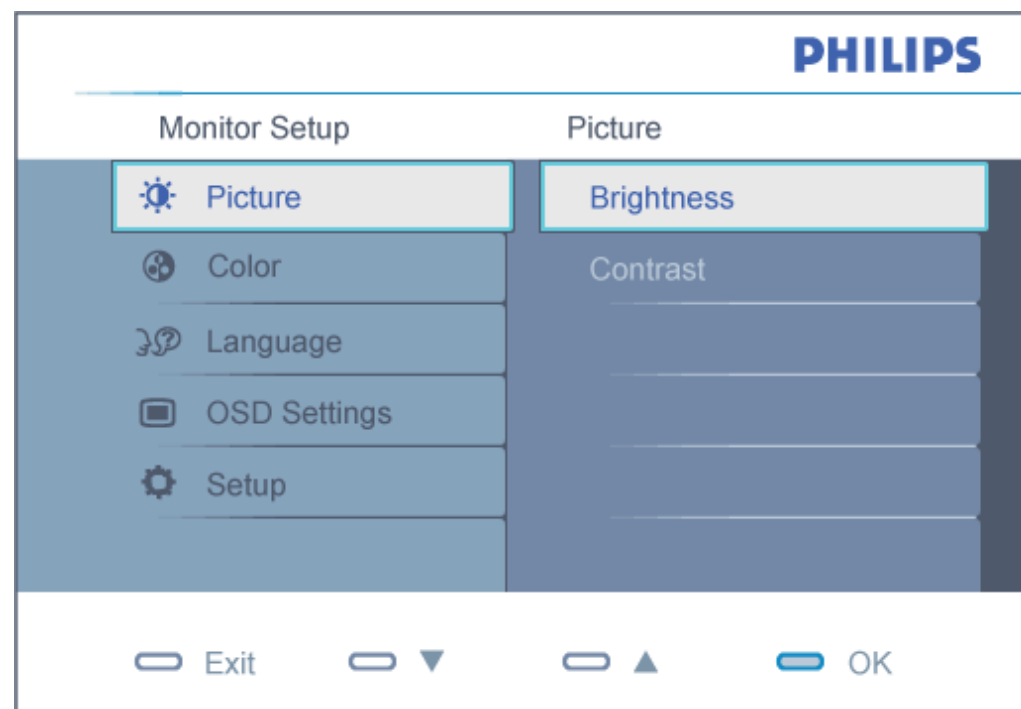 PHILIPS
Monitor Setup
Picture
Picture
Brightness
Color
Contrast
Language
OSD Settings
Setup
Exit ▼ ▲ OK